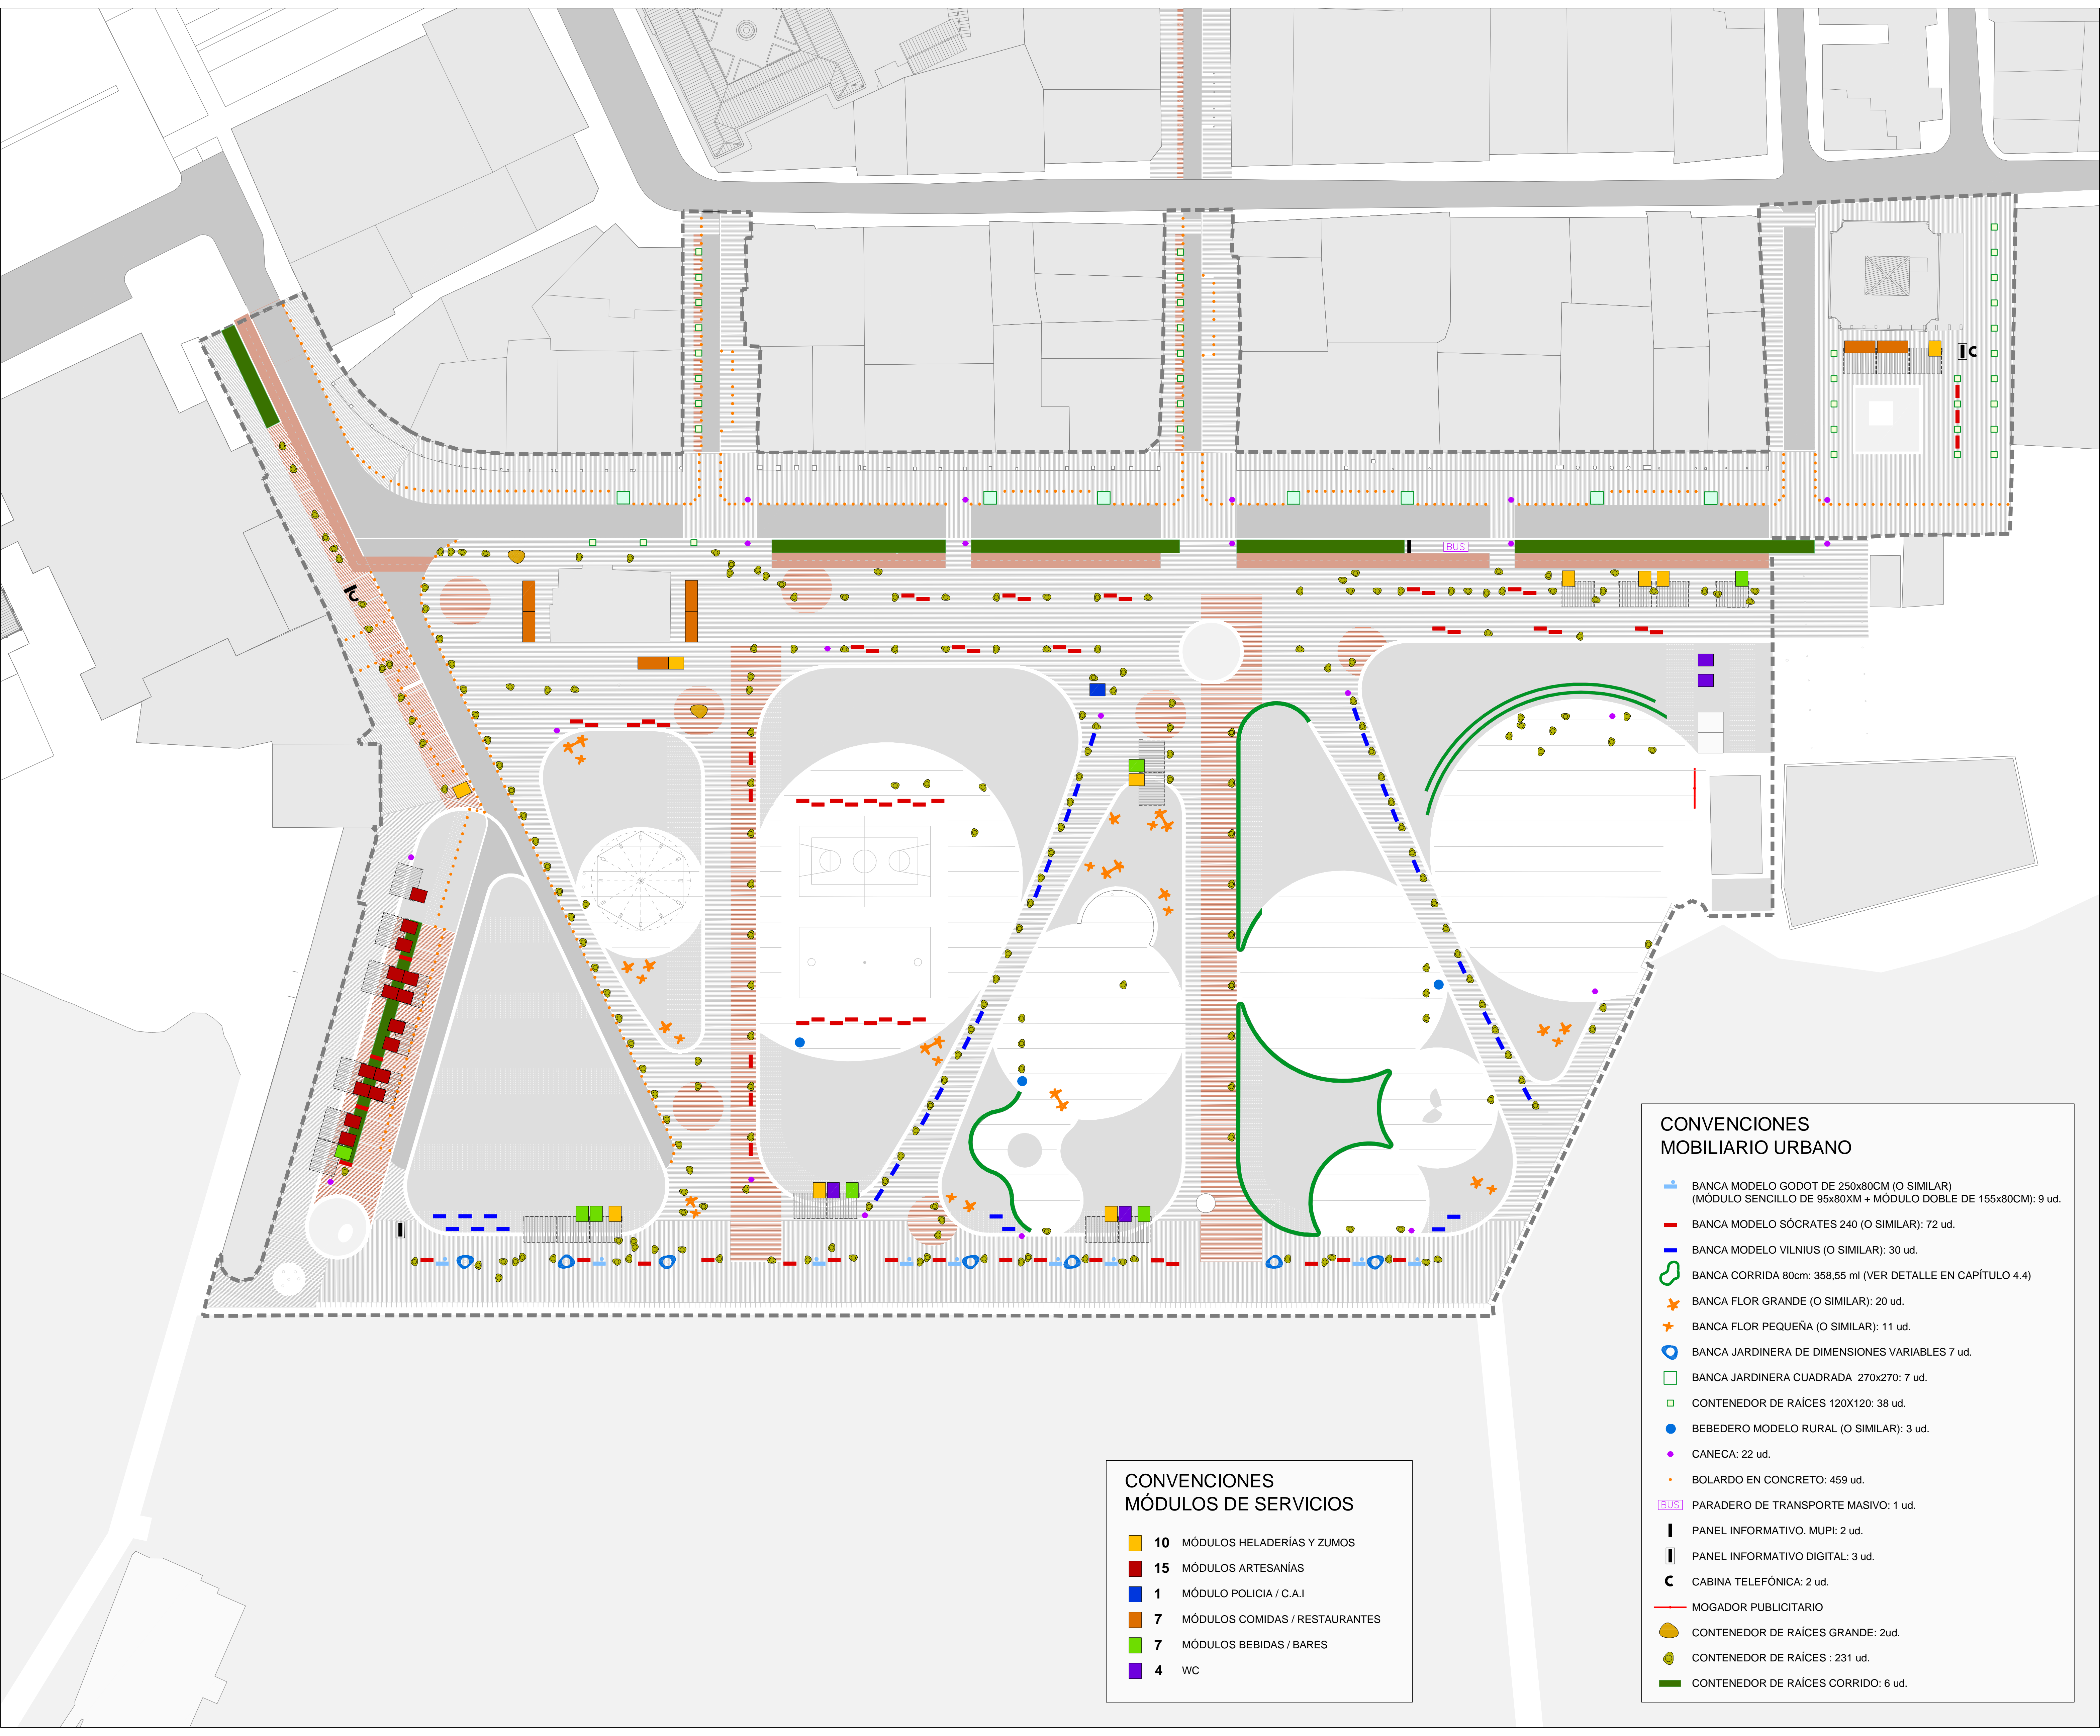 BUS
C
C
CONVENCIONES
MOBILIARIO URBANO
BANCA MODELO GODOT DE 250x80CM (O SIMILAR)
(MÓDULO SENCILLO DE 95x80XM + MÓDULO DOBLE DE 155x80CM): 9 ud.
BANCA MODELO SÓCRATES 240 (O SIMILAR): 72 ud.
BANCA MODELO VILNIUS (O SIMILAR): 30 ud.
BANCA CORRIDA 80cm: 358,55 ml (VER DETALLE EN CAPÍTULO 4.4)
BANCA FLOR GRANDE (O SIMILAR): 20 ud.
BANCA FLOR PEQUEÑA (O SIMILAR): 11 ud.
BANCA JARDINERA DE DIMENSIONES VARIABLES 7 ud.
BANCA JARDINERA CUADRADA 270x270: 7 ud.
CONTENEDOR DE RAÍCES 120X120: 38 ud.
BEBEDERO MODELO RURAL (O SIMILAR): 3 ud.
CANECA: 22 ud.
BOLARDO EN CONCRETO: 459 ud.
BUS PARADERO DE TRANSPORTE MASIVO: 1 ud.
PANEL INFORMATIVO. MUPI: 2 ud.
PANEL INFORMATIVO DIGITAL: 3 ud.
C CABINA TELEFÓNICA: 2 ud.
MOGADOR PUBLICITARIO
CONTENEDOR DE RAÍCES GRANDE: 2ud.
CONTENEDOR DE RAÍCES : 231 ud.
CONTENEDOR DE RAÍCES CORRIDO: 6 ud.
CONVENCIONES
MÓDULOS DE SERVICIOS
10 MÓDULOS HELADERÍAS Y ZUMOS
15 MÓDULOS ARTESANÍAS
1 MÓDULO POLICIA / C.A.I
7 MÓDULOS COMIDAS / RESTAURANTES
7 MÓDULOS BEBIDAS / BARES
4 WC